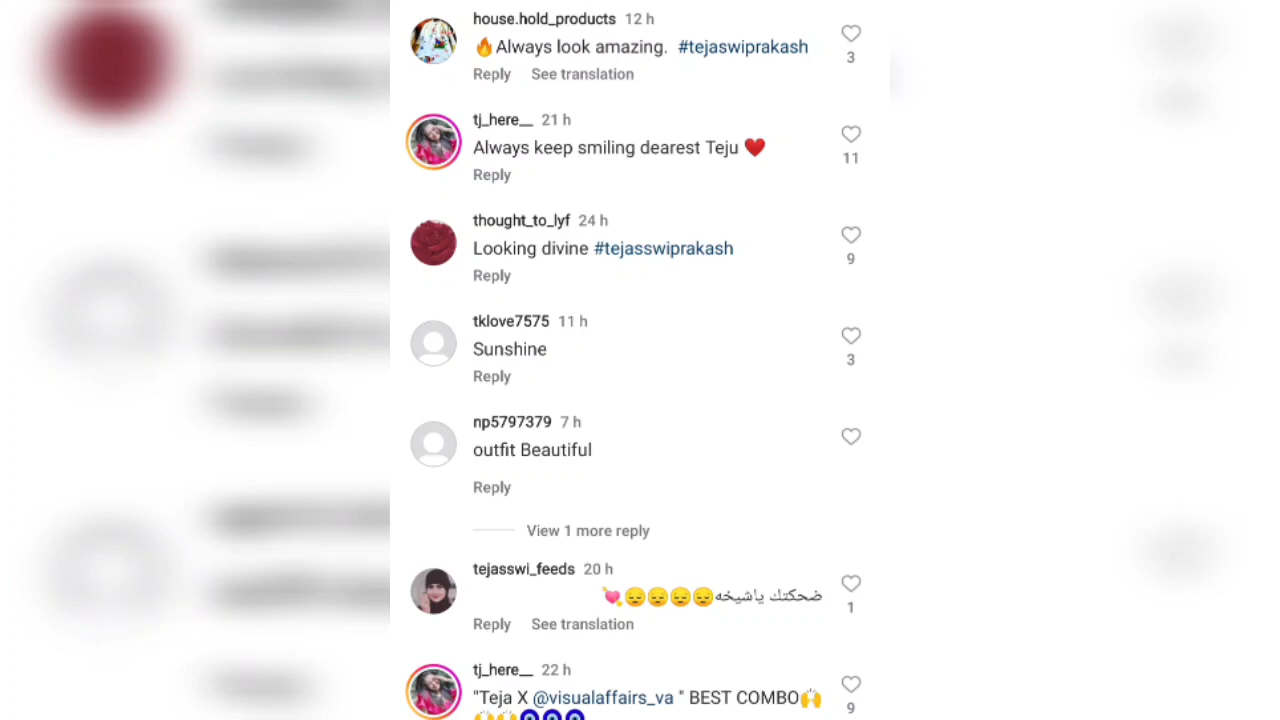 house.hold_products 12 h
🔥Always look amazing. #tejaswiprakash
3
Reply See translation
tj_here__ 21 h
Always keep smiling dearest Teju ❤️
11
Reply
thought_to_lyf 24 h
Looking divine #tejasswiprakash
9
Reply
tklove7575 11 h
Sunshine
3
Reply
np5797379 7 h
outfit Beautiful
Reply
View 1 more reply
tejasswi_feeds 20 h
ضحكتك ياشيخه😔😔😔😔💘
1
Reply See translation
tj_here__ 22 h
"Teja X @visualaffairs_va " BEST COMBO🙌
9
🙌🙌🧿🧿🧿